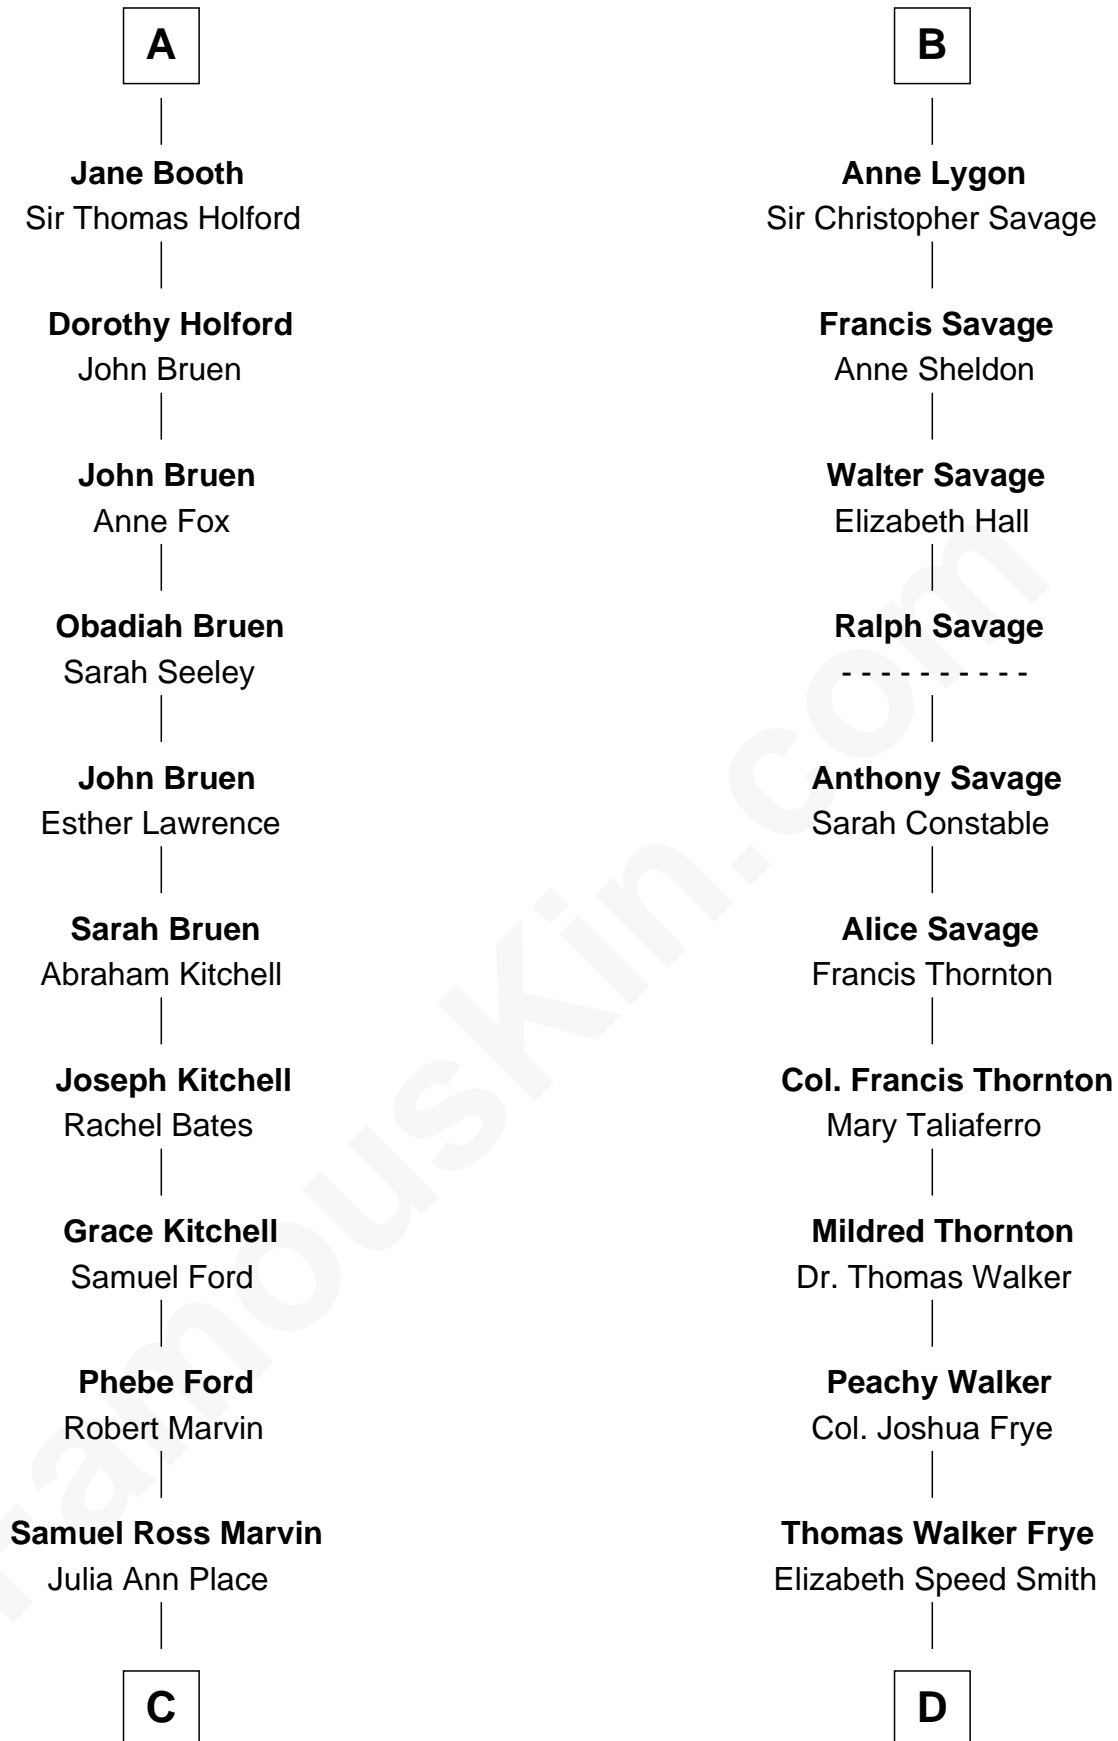 A
Jane Booth
Sir Thomas Holford
Dorothy Holford
John Bruen
John Bruen
Anne Fox
Obadiah Bruen
Sarah Seeley
John Bruen
Esther Lawrence
Sarah Bruen
Abraham Kitchell
Joseph Kitchell
Rachel Bates
Grace Kitchell
Samuel Ford
Phebe Ford
Robert Marvin
Samuel Ross Marvin
Julia Ann Place
C
B
Anne Lygon
Sir Christopher Savage
Francis Savage
Anne Sheldon
Walter Savage
Elizabeth Hall
Ralph Savage
- - - - - - - - - -
Anthony Savage
Sarah Constable
Alice Savage
Francis Thornton
Col. Francis Thornton
Mary Taliaferro
Mildred Thornton
Dr. Thomas Walker
Peachy Walker
Col. Joshua Frye
Thomas Walker Frye
Elizabeth Speed Smith
D
famouskin.com